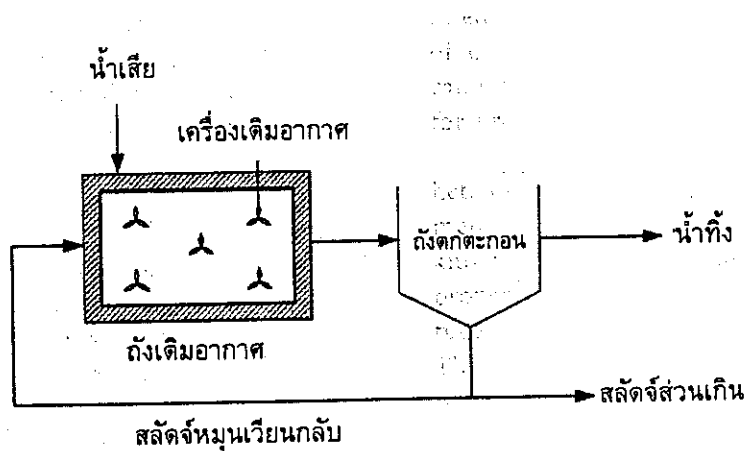 น้ำเสีย
เครื่องเติมอากาศ
ถังตกตะกอน
น้ำทิ้ง
ถังเติมอากาศ
สลัดจ์ส่วนเกิน
สลัดจ์หมุนเวียนกลับ